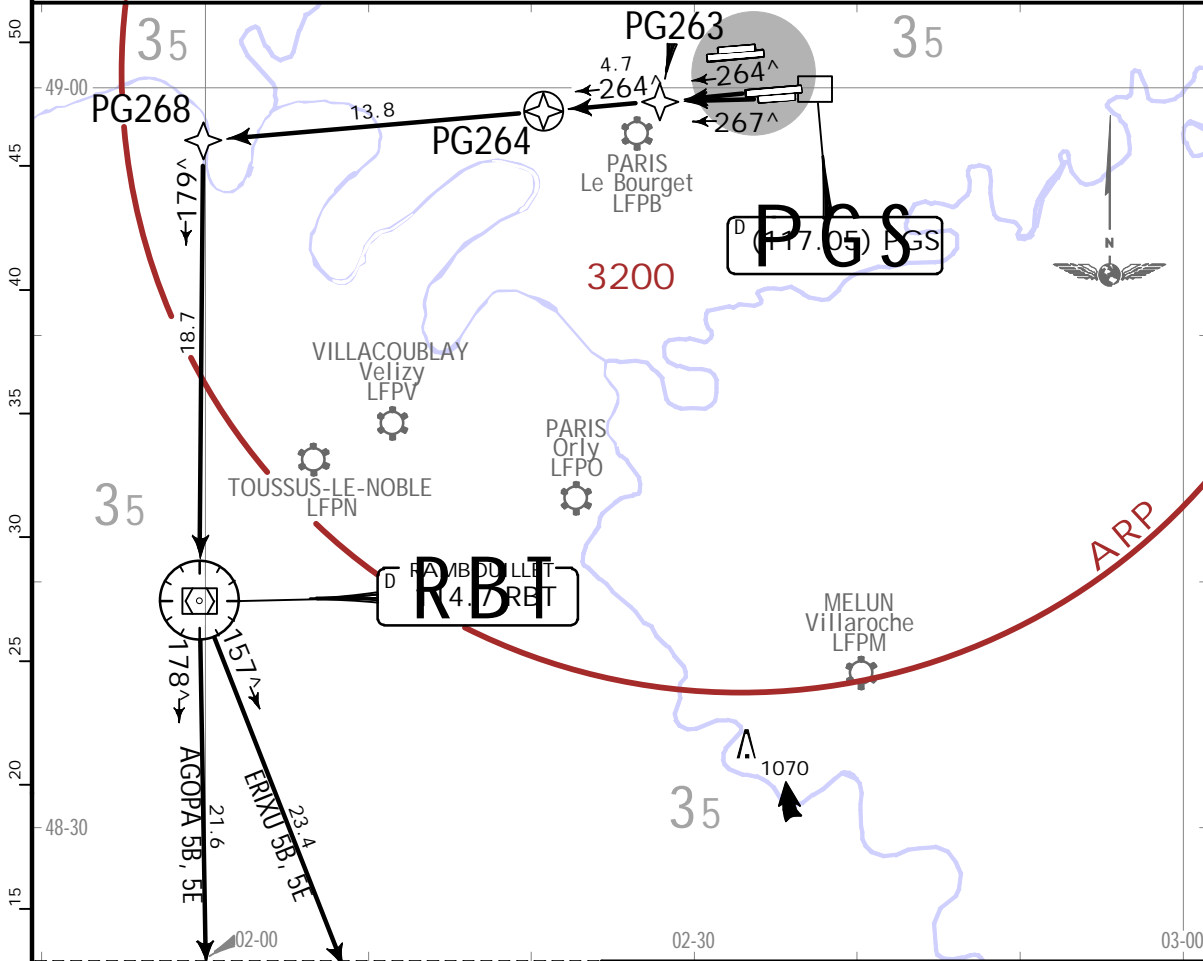 50
35
35
PG263
4.7
264^
264^
49-00
PG268
13.8
PG264
267^
45
PARIS
Le Bourget
LFPB
179^
D
(117.05) PGS
PGS
N
3200
40
18.7
VILLACOUBLAY
Velizy
LFPV
35
PARIS
Orly
LFPO
TOUSSUS-LE-NOBLE
LFPN
35
ARP
30
D
RAMBOUILLET
114.7 RBT
RBT
MELUN
Villaroche
LFPM
25
178^
157^
AGOPA 5B, 5E
21.6
ERIXU 5B, 5E
23.4
1070
20
35
48-30
15
02-00
02-30
03-00